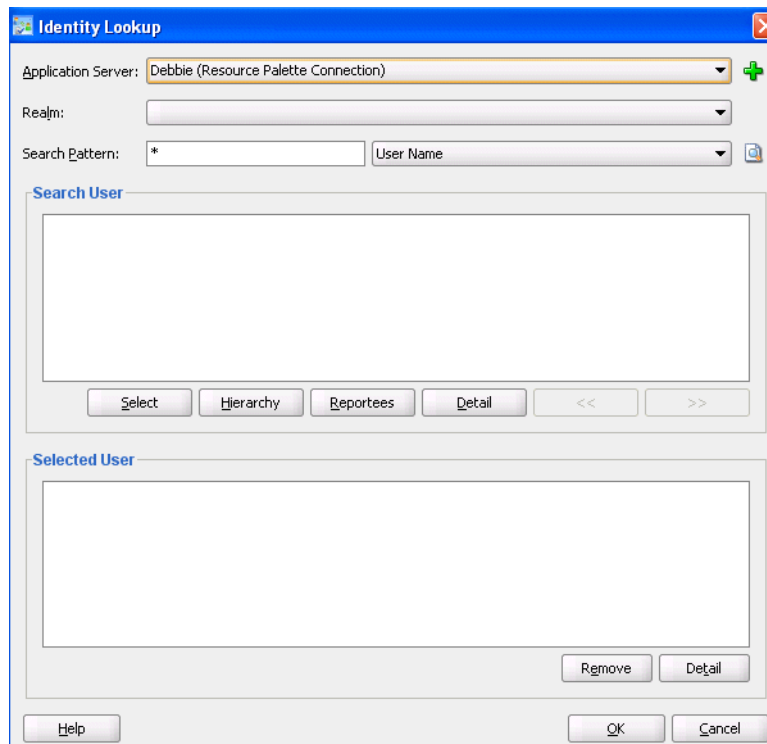 Identity Lookup
Application Server: Debbie (Resource Palette Connection)
Realm:
Search Pattern: * User Name
Search User
Select Hierarchy Reportees Detail << >>
Selected User
Remove Detail
Help OK Cancel